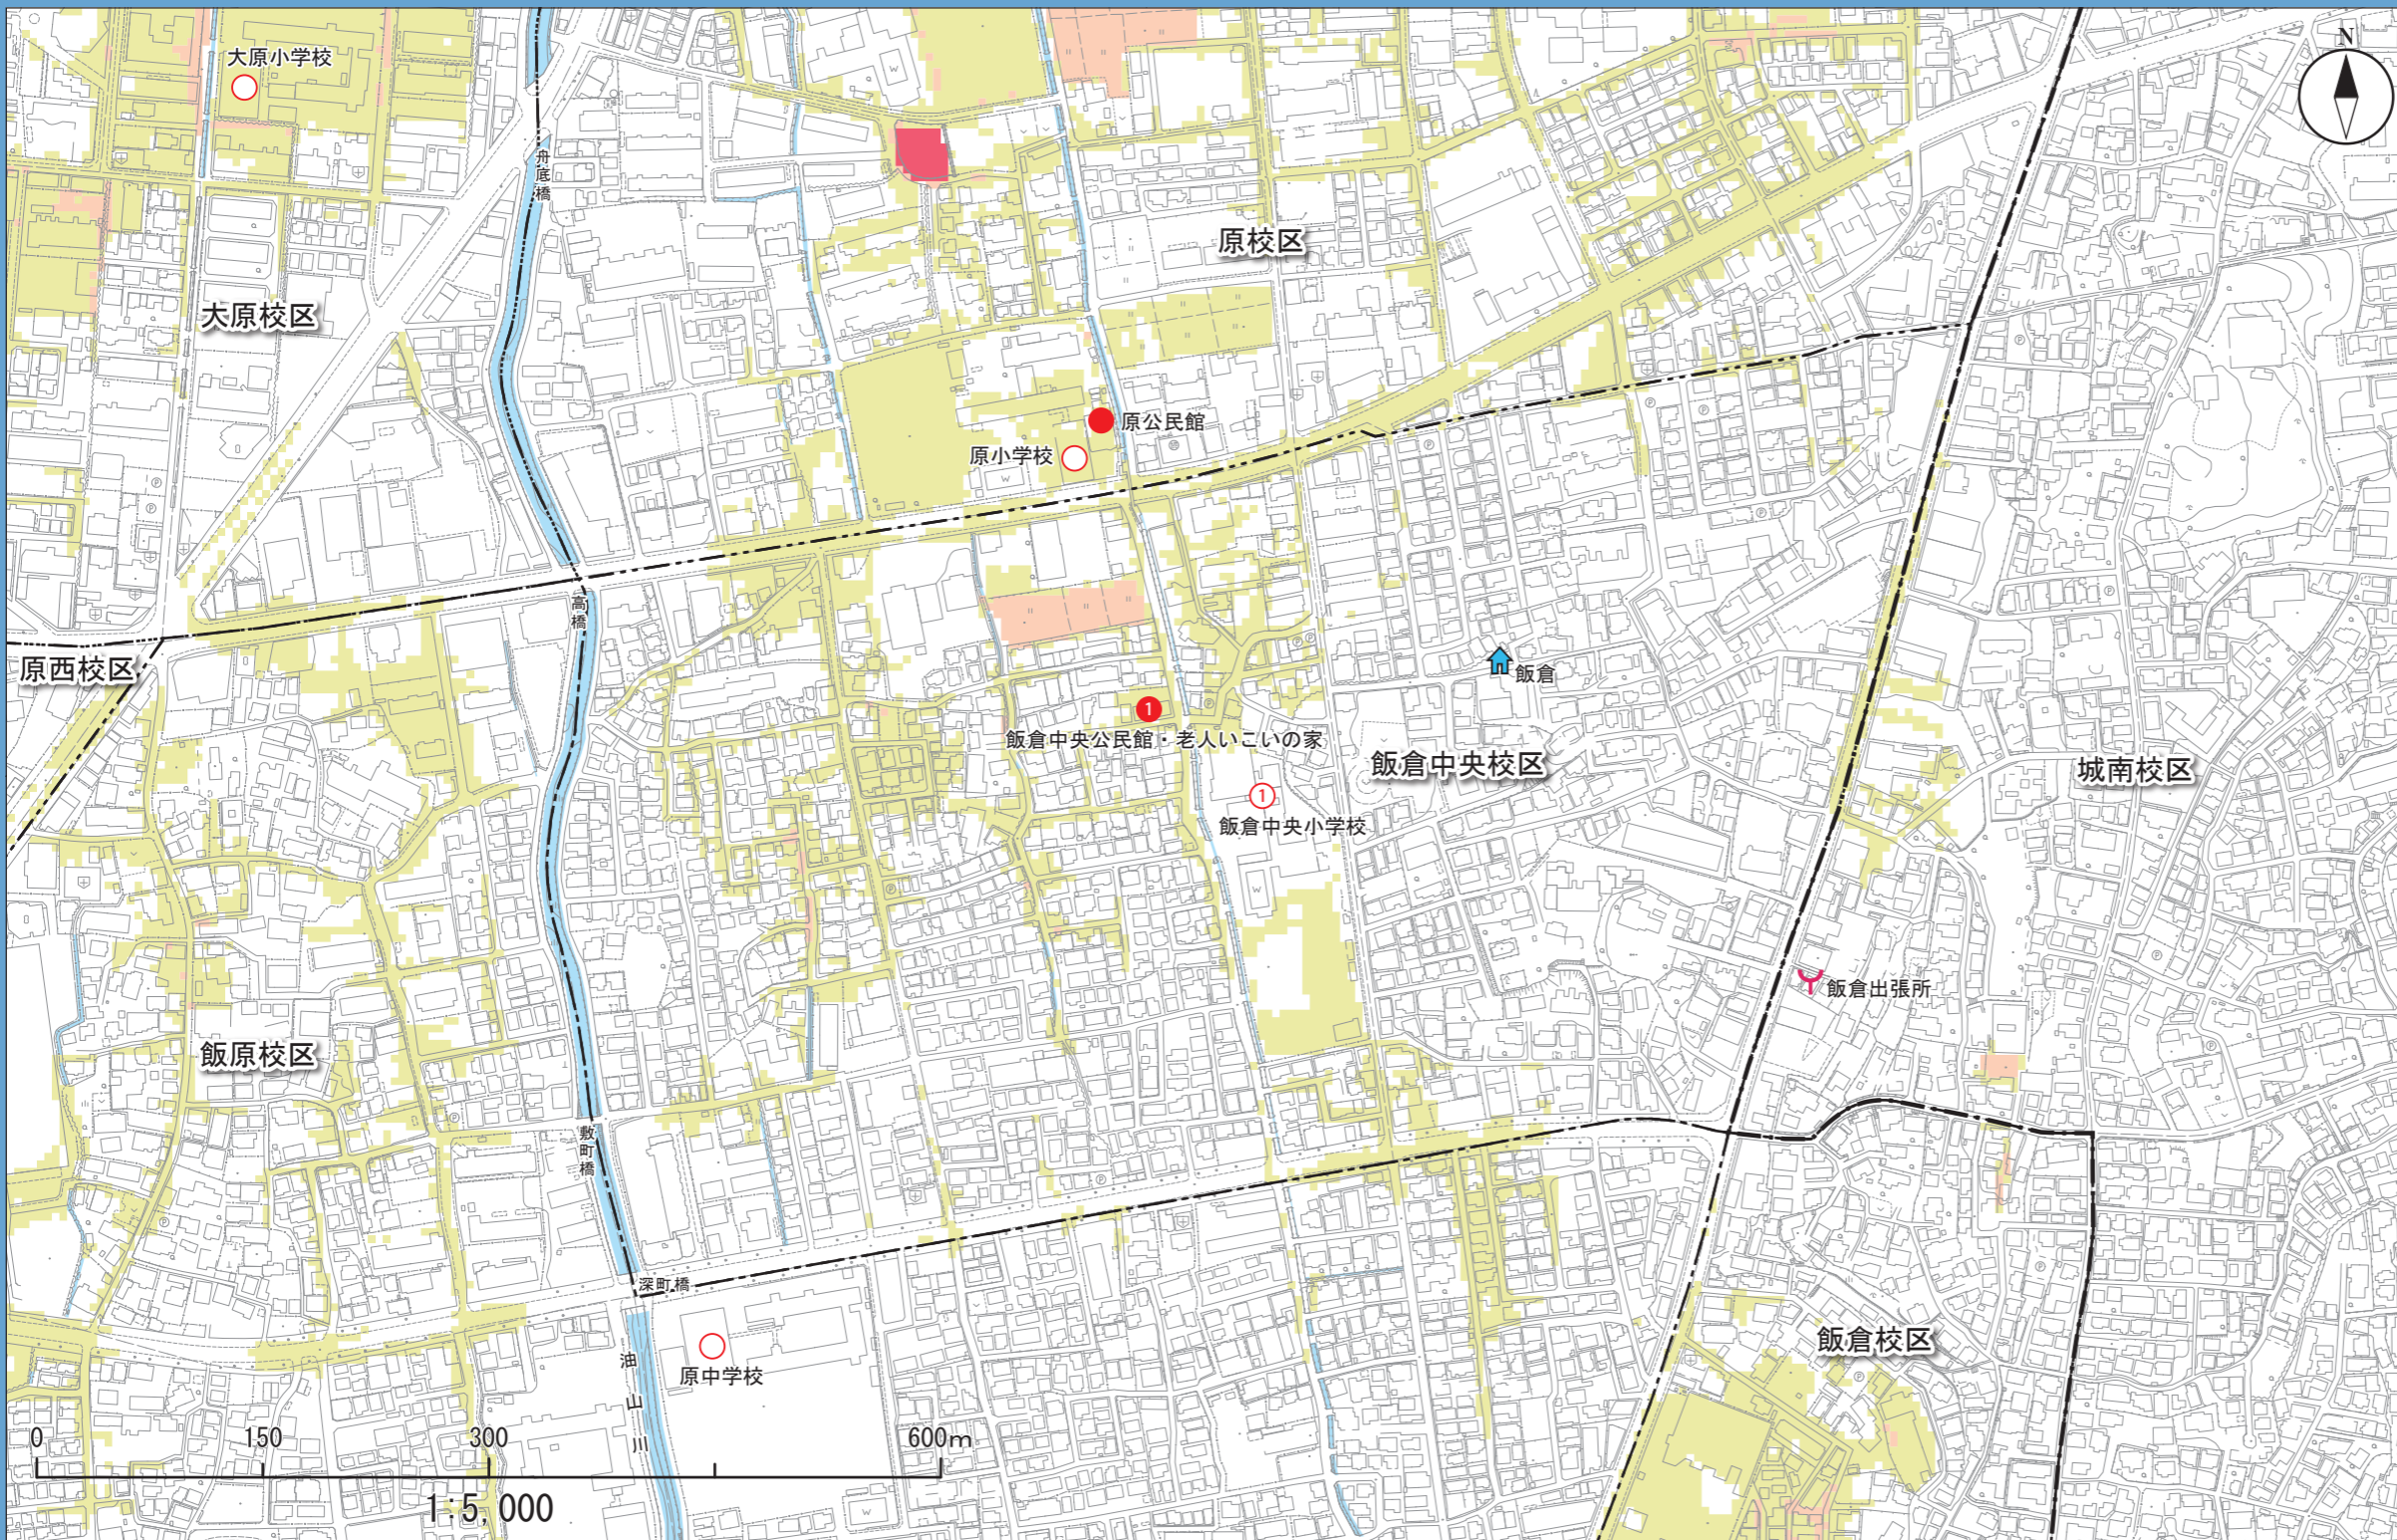 大原小学校
N
舟底橋
原校区
大原校区
原公民館
原小学校
高橋
原西校区
飯倉
1
飯倉中央公民館・老人いこいの家
飯倉中央校区
城南校区
1
飯倉中央小学校
飯倉出張所
飯原校区
敷町橋
深町橋
飯倉校区
原中学校
油山川
0 150 300 600m
1:5,000